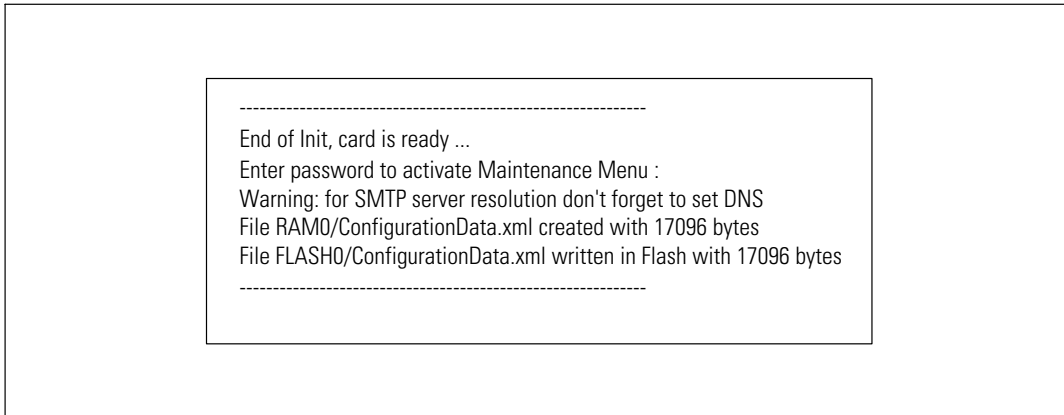 -------------------------------------------------------------
End of Init, card is ready ...
Enter password to activate Maintenance Menu :
Warning: for SMTP server resolution don't forget to set DNS
File RAM0/ConfigurationData.xml created with 17096 bytes
File FLASH0/ConfigurationData.xml written in Flash with 17096 bytes
-------------------------------------------------------------